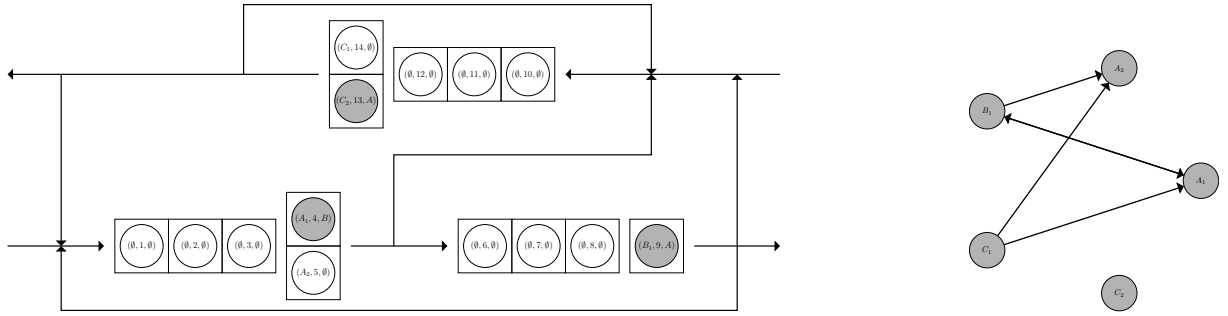 (C₁, 14, ∅)
(∅, 12, ∅) (∅, 11, ∅) (∅, 10, ∅)
(C₂, 13, A)
(A₁, 4, B)
(∅, 1, ∅) (∅, 2, ∅) (∅, 3, ∅)
(∅, 6, ∅) (∅, 7, ∅) (∅, 8, ∅) (B₁, 9, A)
(A₂, 5, ∅)
A₂
B₁
A₁
C₁
C₂